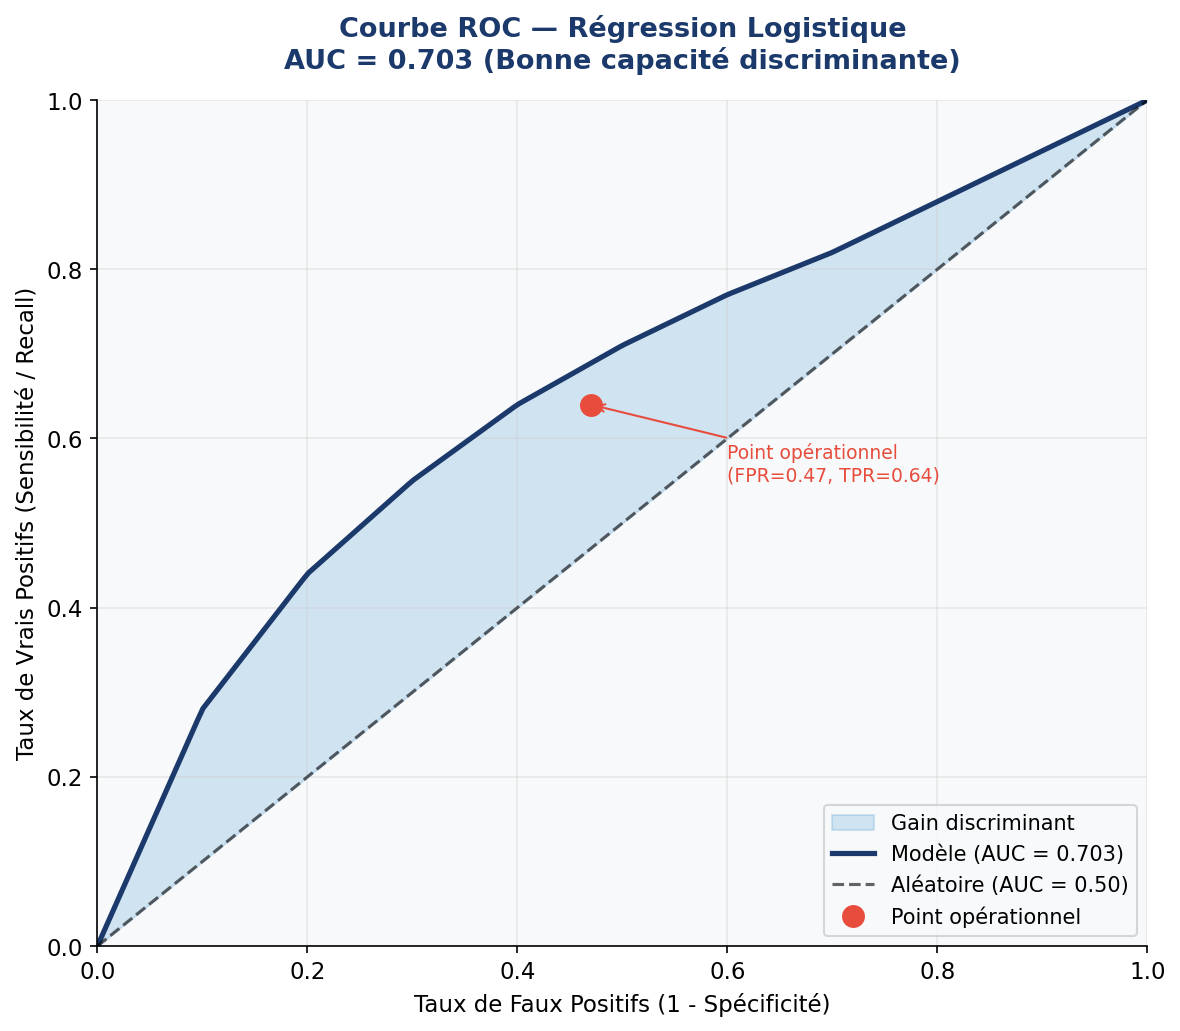 Courbe ROC — Régression Logistique
AUC = 0.703 (Bonne capacité discriminante)
Taux de Vrais Positifs (Sensibilité / Recall)
1.0
0.8
0.6
0.4
0.2
0.0
Point opérationnel
(FPR=0.47, TPR=0.64)
Gain discriminant
Modèle (AUC = 0.703)
Aléatoire (AUC = 0.50)
Point opérationnel
0.0 0.2 0.4 0.6 0.8 1.0
Taux de Faux Positifs (1 - Spécificité)